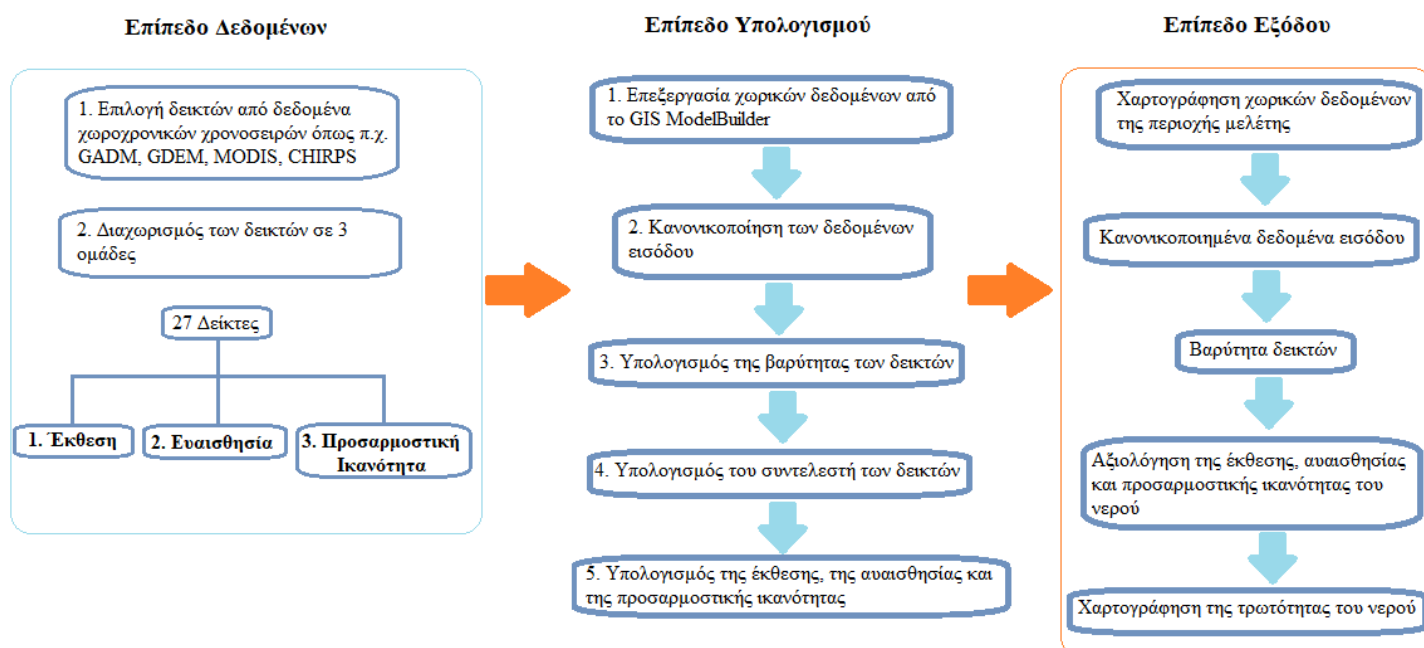 Επίπεδο Δεδομένων
1. Επιλογή δεικτών από δεδομένα
χωροχρονικών χρονοσειρών όπως π.χ.
GADM, GDEM, MODIS, CHIRPS
2. Διαχωρισμός των δεικτών σε 3
ομάδες
27 Δείκτες
1. Έκθεση
2. Ευαισθησία
3. Προσαρμοστική
Ικανότητα
Επίπεδο Υπολογισμού
1. Επεξεργασία χωρικών δεδομένων από
το GIS ModelBuilder
2. Κανονικοποίηση των δεδομένων
εισόδου
3. Υπολογισμός της βαρύτητας των δεικτών
4. Υπολογισμός του συντελεστή των δεικτών
5. Υπολογισμός της έκθεσης, της αυαισθησίας και
της προσαρμοστικής ικανότητας
Επίπεδο Εξόδου
Χαρτογράφηση χωρικών δεδομένων
της περιοχής μελέτης
Κανονικοποιημένα δεδομένα εισόδου
Βαρύτητα δεικτών
Αξιολόγηση της έκθεσης, αυαισθησίας
και προσαρμοστικής ικανότητας του
νερού
Χαρτογράφηση της τρωτότητας του νερού